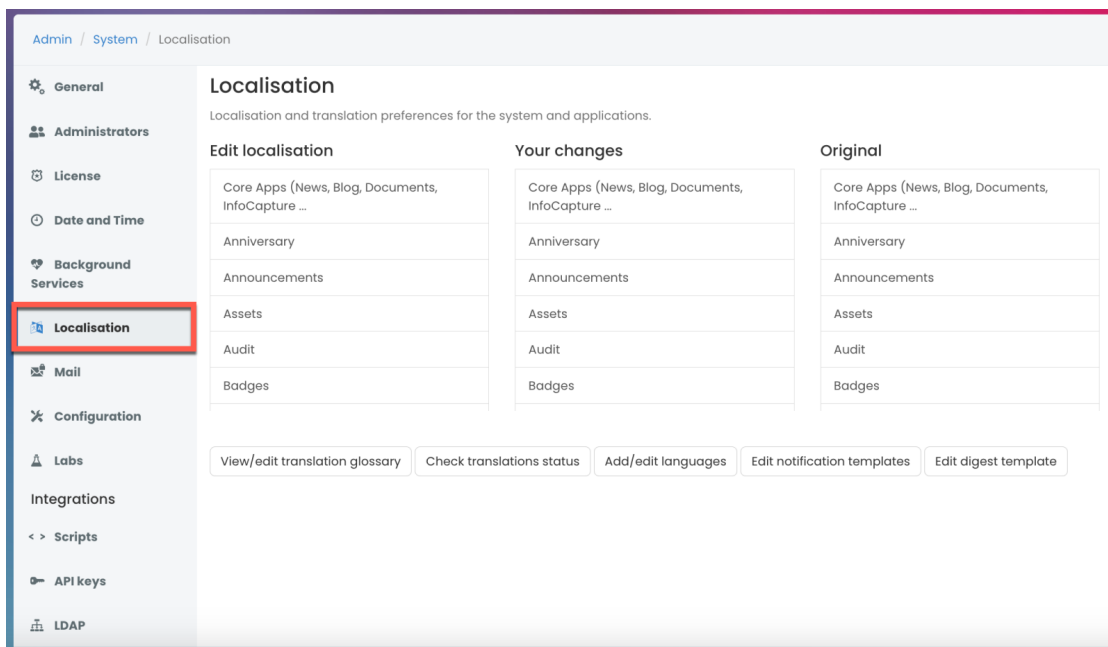 Admin / System / Localisation
General
Administrators
License
Date and Time
Background
Services
Localisation
Mail
Configuration
Labs
Integrations
Scripts
API keys
LDAP
Localisation
Localisation and translation preferences for the system and applications.
Edit localisation
Core Apps (News, Blog, Documents,
InfoCapture ...
Anniversary
Announcements
Assets
Audit
Badges
Your changes
Core Apps (News, Blog, Documents,
InfoCapture ...
Anniversary
Announcements
Assets
Audit
Badges
Original
Core Apps (News, Blog, Documents,
InfoCapture ...
Anniversary
Announcements
Assets
Audit
Badges
View/edit translation glossary
Check translations status
Add/edit languages
Edit notification templates
Edit digest template